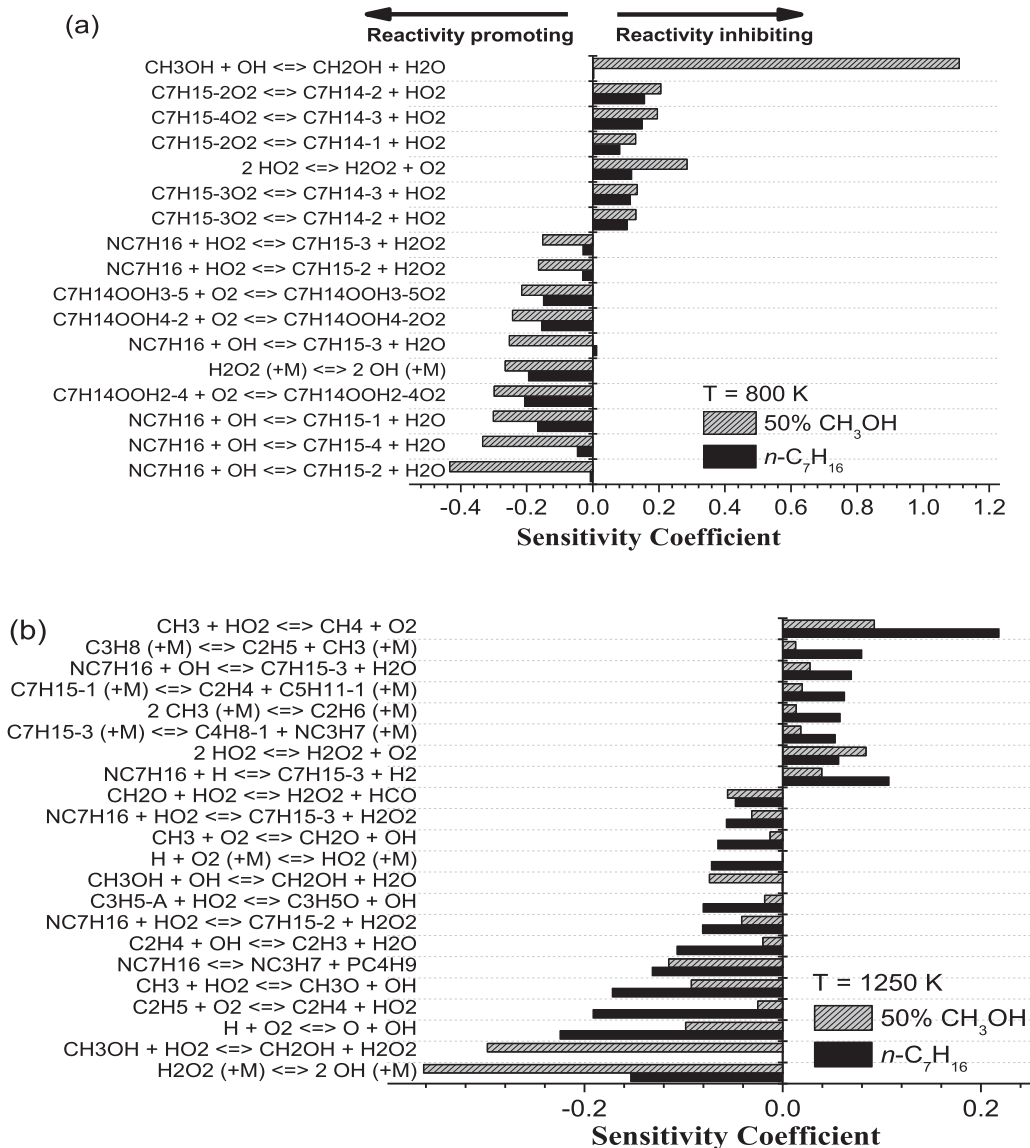 (a)
Reactivity promoting
Reactivity inhibiting
CH3OH + OH <=> CH2OH + H2O
C7H15-2O2 <=> C7H14-2 + HO2
C7H15-4O2 <=> C7H14-3 + HO2
C7H15-2O2 <=> C7H14-1 + HO2
2 HO2 <=> H2O2 + O2
C7H15-3O2 <=> C7H14-3 + HO2
C7H15-3O2 <=> C7H14-2 + HO2
NC7H16 + HO2 <=> C7H15-3 + H2O2
NC7H16 + HO2 <=> C7H15-2 + H2O2
C7H14OOH3-5 + O2 <=> C7H14OOH3-5O2
C7H14OOH4-2 + O2 <=> C7H14OOH4-2O2
NC7H16 + OH <=> C7H15-3 + H2O
H2O2 (+M) <=> 2 OH (+M)
C7H14OOH2-4 + O2 <=> C7H14OOH2-4O2
NC7H16 + OH <=> C7H15-1 + H2O
NC7H16 + OH <=> C7H15-4 + H2O
NC7H16 + OH <=> C7H15-2 + H2O
T = 800 K
50% CH₃OH
n-C₇H₁₆
-0.4 -0.2 0.0 0.2 0.4 0.6 0.8 1.0 1.2
Sensitivity Coefficient
(b)
CH3 + HO2 <=> CH4 + O2
C3H8 (+M) <=> C2H5 + CH3 (+M)
NC7H16 + OH <=> C7H15-3 + H2O
C7H15-1 (+M) <=> C2H4 + C5H11-1 (+M)
2 CH3 (+M) <=> C2H6 (+M)
C7H15-3 (+M) <=> C4H8-1 + NC3H7 (+M)
2 HO2 <=> H2O2 + O2
NC7H16 + H <=> C7H15-3 + H2
CH2O + HO2 <=> H2O2 + HCO
NC7H16 + HO2 <=> C7H15-3 + H2O2
CH3 + O2 <=> CH2O + OH
H + O2 (+M) <=> HO2 (+M)
CH3OH + OH <=> CH2OH + H2O
C3H5-A + HO2 <=> C3H5O + OH
NC7H16 + HO2 <=> C7H15-2 + H2O2
C2H4 + OH <=> C2H3 + H2O
NC7H16 <=> NC3H7 + PC4H9
CH3 + HO2 <=> CH3O + OH
C2H5 + O2 <=> C2H4 + HO2
H + O2 <=> O + OH
CH3OH + HO2 <=> CH2OH + H2O2
H2O2 (+M) <=> 2 OH (+M)
T = 1250 K
50% CH₃OH
n-C₇H₁₆
-0.2 0.0 0.2
Sensitivity Coefficient